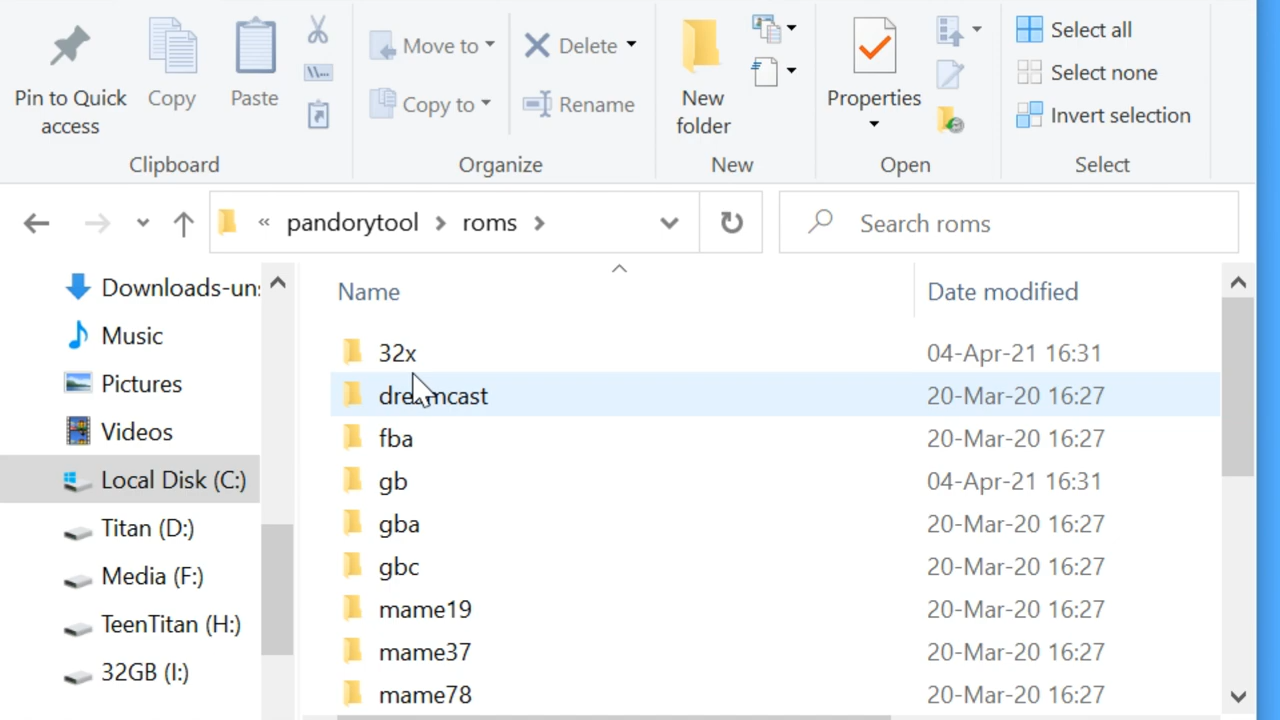 Pin to Quick access
Copy
Paste
Clipboard
Move to
Copy to
Delete
Rename
Organize
New folder
New
Properties
Open
Select all
Select none
Invert selection
Select
« pandorytool > roms >
Search roms
Downloads-un
Music
Pictures
Videos
Local Disk (C:)
Titan (D:)
Media (F:)
TeenTitan (H:)
32GB (I:)
Name Date modified
32x 04-Apr-21 16:31
dreamcast 20-Mar-20 16:27
fba 20-Mar-20 16:27
gb 04-Apr-21 16:31
gba 20-Mar-20 16:27
gbc 20-Mar-20 16:27
mame19 20-Mar-20 16:27
mame37 20-Mar-20 16:27
mame78 20-Mar-20 16:27